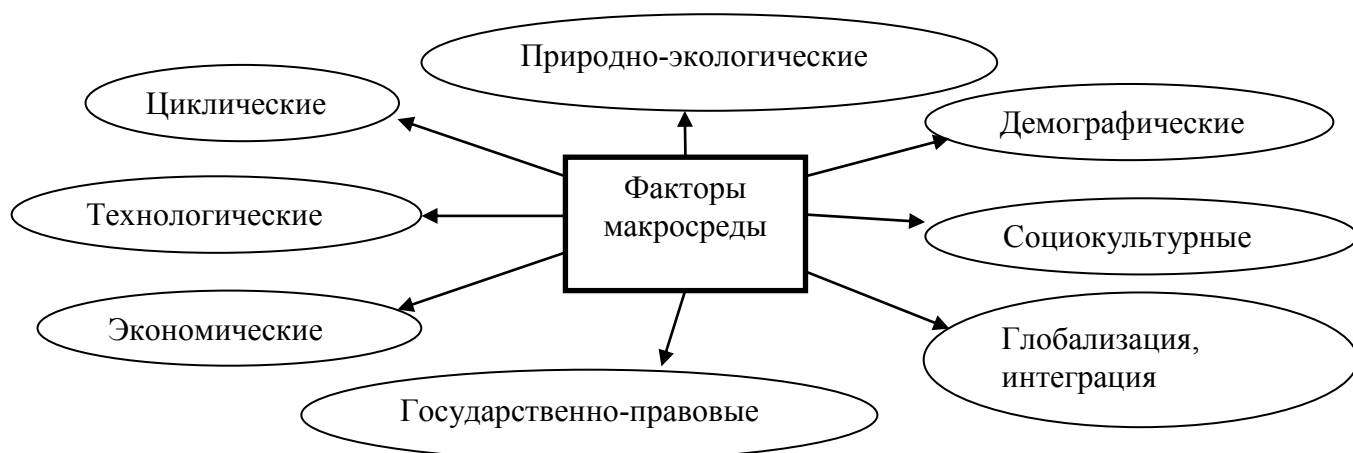 Природно-экологические
Циклические
Демографические
Факторы
макросреды
Технологические
Социокультурные
Экономические
Глобализация,
интеграция
Государственно-правовые